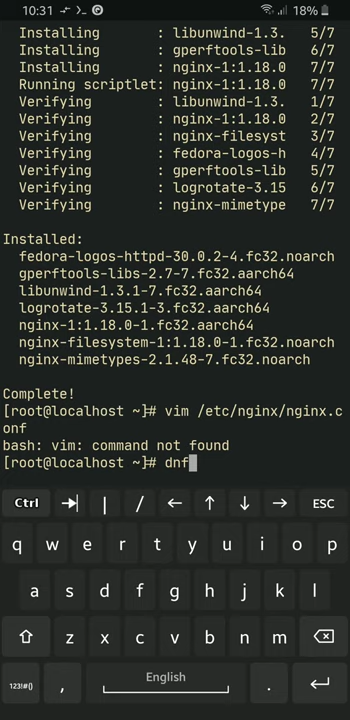 10:31 18%
Installing : libunwind-1.3. 5/7
Installing : gperftools-lib 6/7
Installing : nginx-1:1.18.0 7/7
Running scriptlet: nginx-1:1.18.0 7/7
Verifying : libunwind-1.3. 1/7
Verifying : nginx-1:1.18.0 2/7
Verifying : nginx-filesyst 3/7
Verifying : fedora-logos-h 4/7
Verifying : gperftools-lib 5/7
Verifying : logrotate-3.15 6/7
Verifying : nginx-mimetype 7/7
Installed:
fedora-logos-httpd-30.0.2-4.fc32.noarch
gperftools-libs-2.7-7.fc32.aarch64
libunwind-1.3.1-7.fc32.aarch64
logrotate-3.15.1-3.fc32.aarch64
nginx-1:1.18.0-1.fc32.aarch64
nginx-filesystem-1:1.18.0-1.fc32.noarch
nginx-mimetypes-2.1.48-7.fc32.noarch
Complete!
[root@localhost ~]# vim /etc/nginx/nginx.c
onf
bash: vim: command not found
[root@localhost ~]# dnf
Ctrl | / ← ↑ ↓ → ESC
q w e r t y u i o p
a s d f g h j k l
z x c v b n m
123!#() , English .